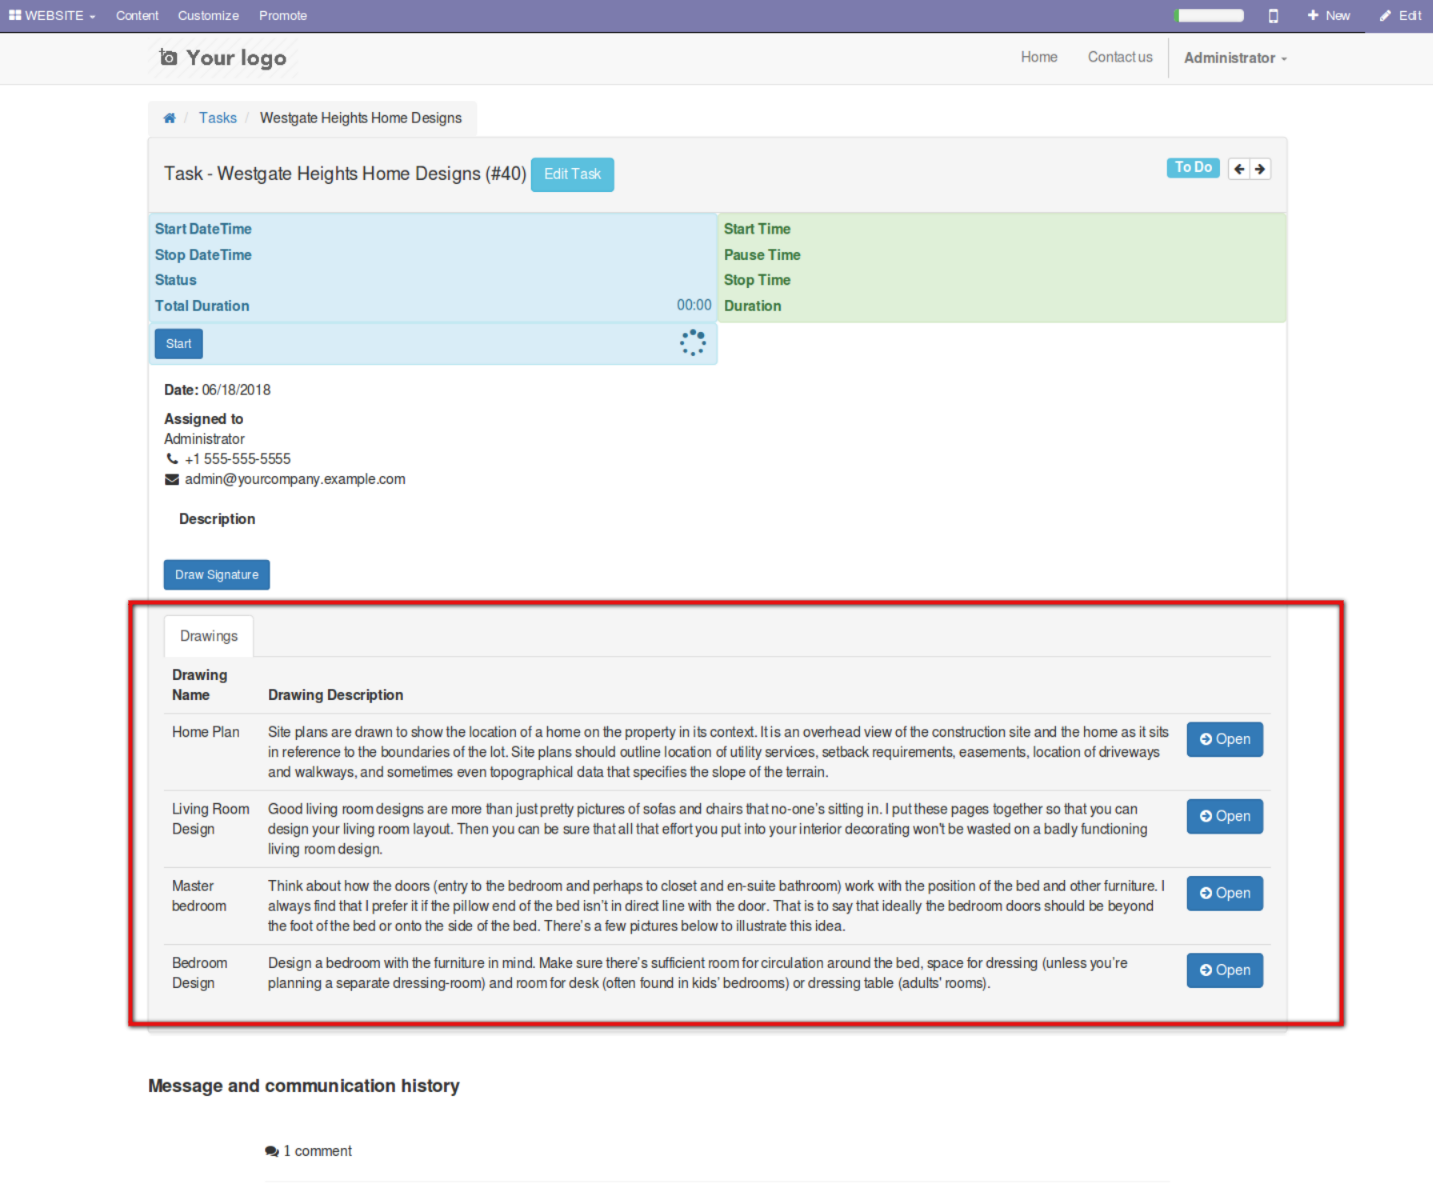 WEBSITE Content Customize Promote New Edit
Your logo Home Contact us Administrator
/ Tasks / Westgate Heights Home Designs
Task - Westgate Heights Home Designs (#40) Edit Task To Do
Start DateTime
Stop DateTime
Status
Total Duration 00:00
Start Time
Pause Time
Stop Time
Duration
Start
Date: 06/18/2018
Assigned to
Administrator
+1 555-555-5555
admin@yourcompany.example.com
Description
Draw Signature
Drawings
Drawing
Name
Drawing Description
Home Plan
Site plans are drawn to show the location of a home on the property in its context. It is an overhead view of the construction site and the home as it sits
in reference to the boundaries of the lot. Site plans should outline location of utility services, setback requirements, easements, location of driveways
and walkways, and sometimes even topographical data that specifies the slope of the terrain.
Open
Living Room
Design
Good living room designs are more than just pretty pictures of sofas and chairs that no-one's sitting in. I put these pages together so that you can
design your living room layout. Then you can be sure that all that effort you put into your interior decorating won't be wasted on a badly functioning
living room design.
Open
Master
bedroom
Think about how the doors (entry to the bedroom and perhaps to closet and en-suite bathroom) work with the position of the bed and other furniture. I
always find that I prefer it if the pillow end of the bed isn't in direct line with the door. That is to say that ideally the bedroom doors should be beyond
the foot of the bed or onto the side of the bed. There's a few pictures below to illustrate this idea.
Open
Bedroom
Design
Design a bedroom with the furniture in mind. Make sure there's sufficient room for circulation around the bed, space for dressing (unless you're
planning a separate dressing-room) and room for desk (often found in kids' bedrooms) or dressing table (adults' rooms).
Open
Message and communication history
1 comment